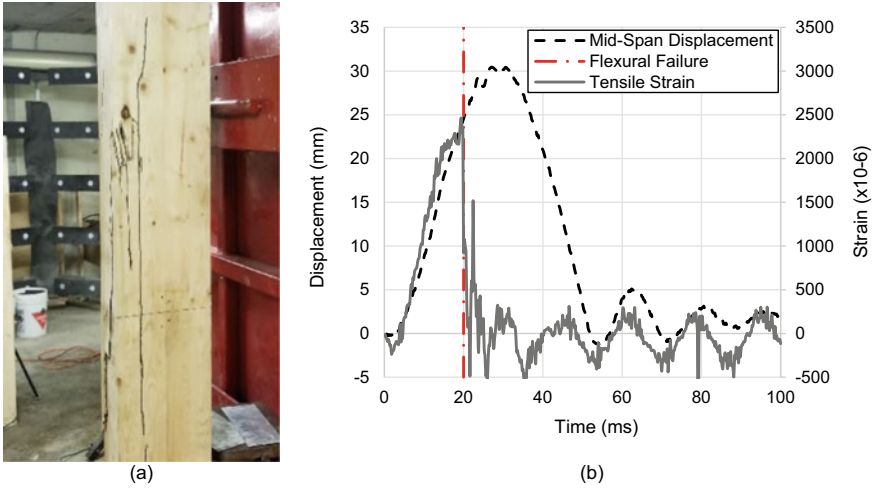 35
30
25
20
15
10
5
0
-5
Displacement (mm)
Mid-Span Displacement
Flexural Failure
Tensile Strain
3500
3000
2500
2000
1500
1000
500
0
-500
Strain (x10-6)
0 20 40 60 80 100
Time (ms)
(a)
(b)